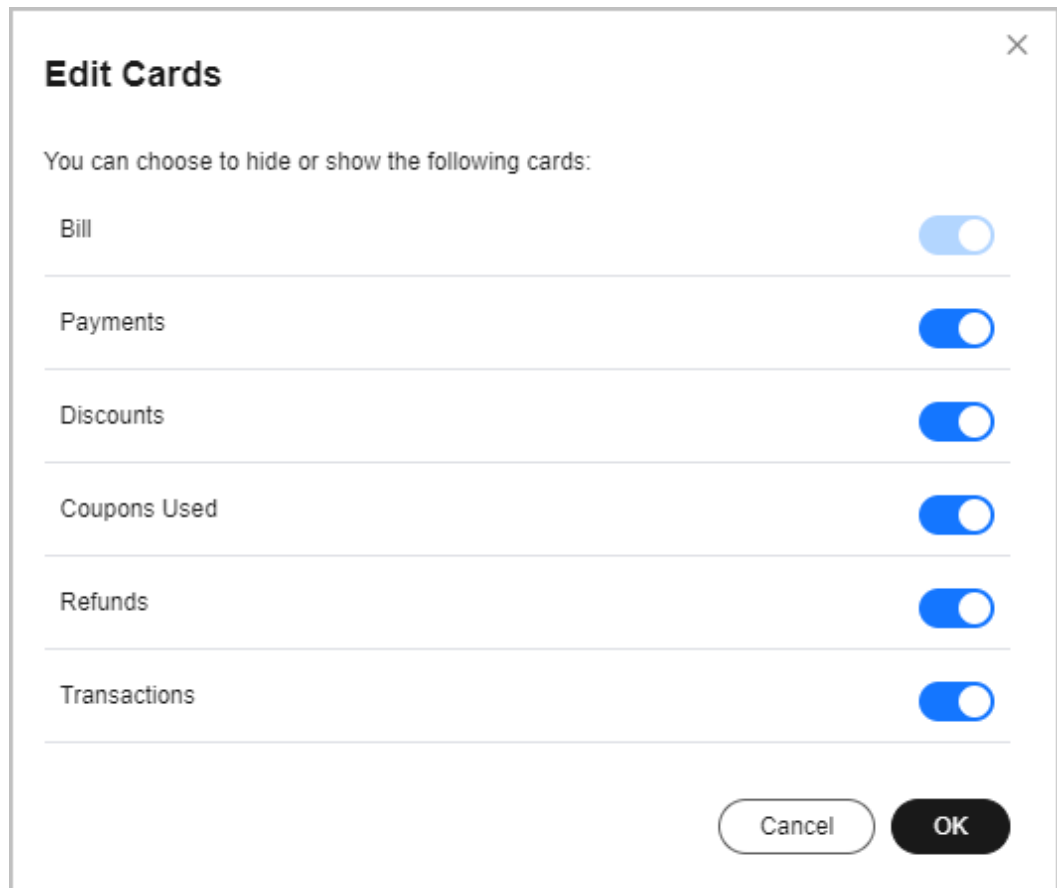 Edit Cards
You can choose to hide or show the following cards:
Bill
Payments
Discounts
Coupons Used
Refunds
Transactions
Cancel
OK